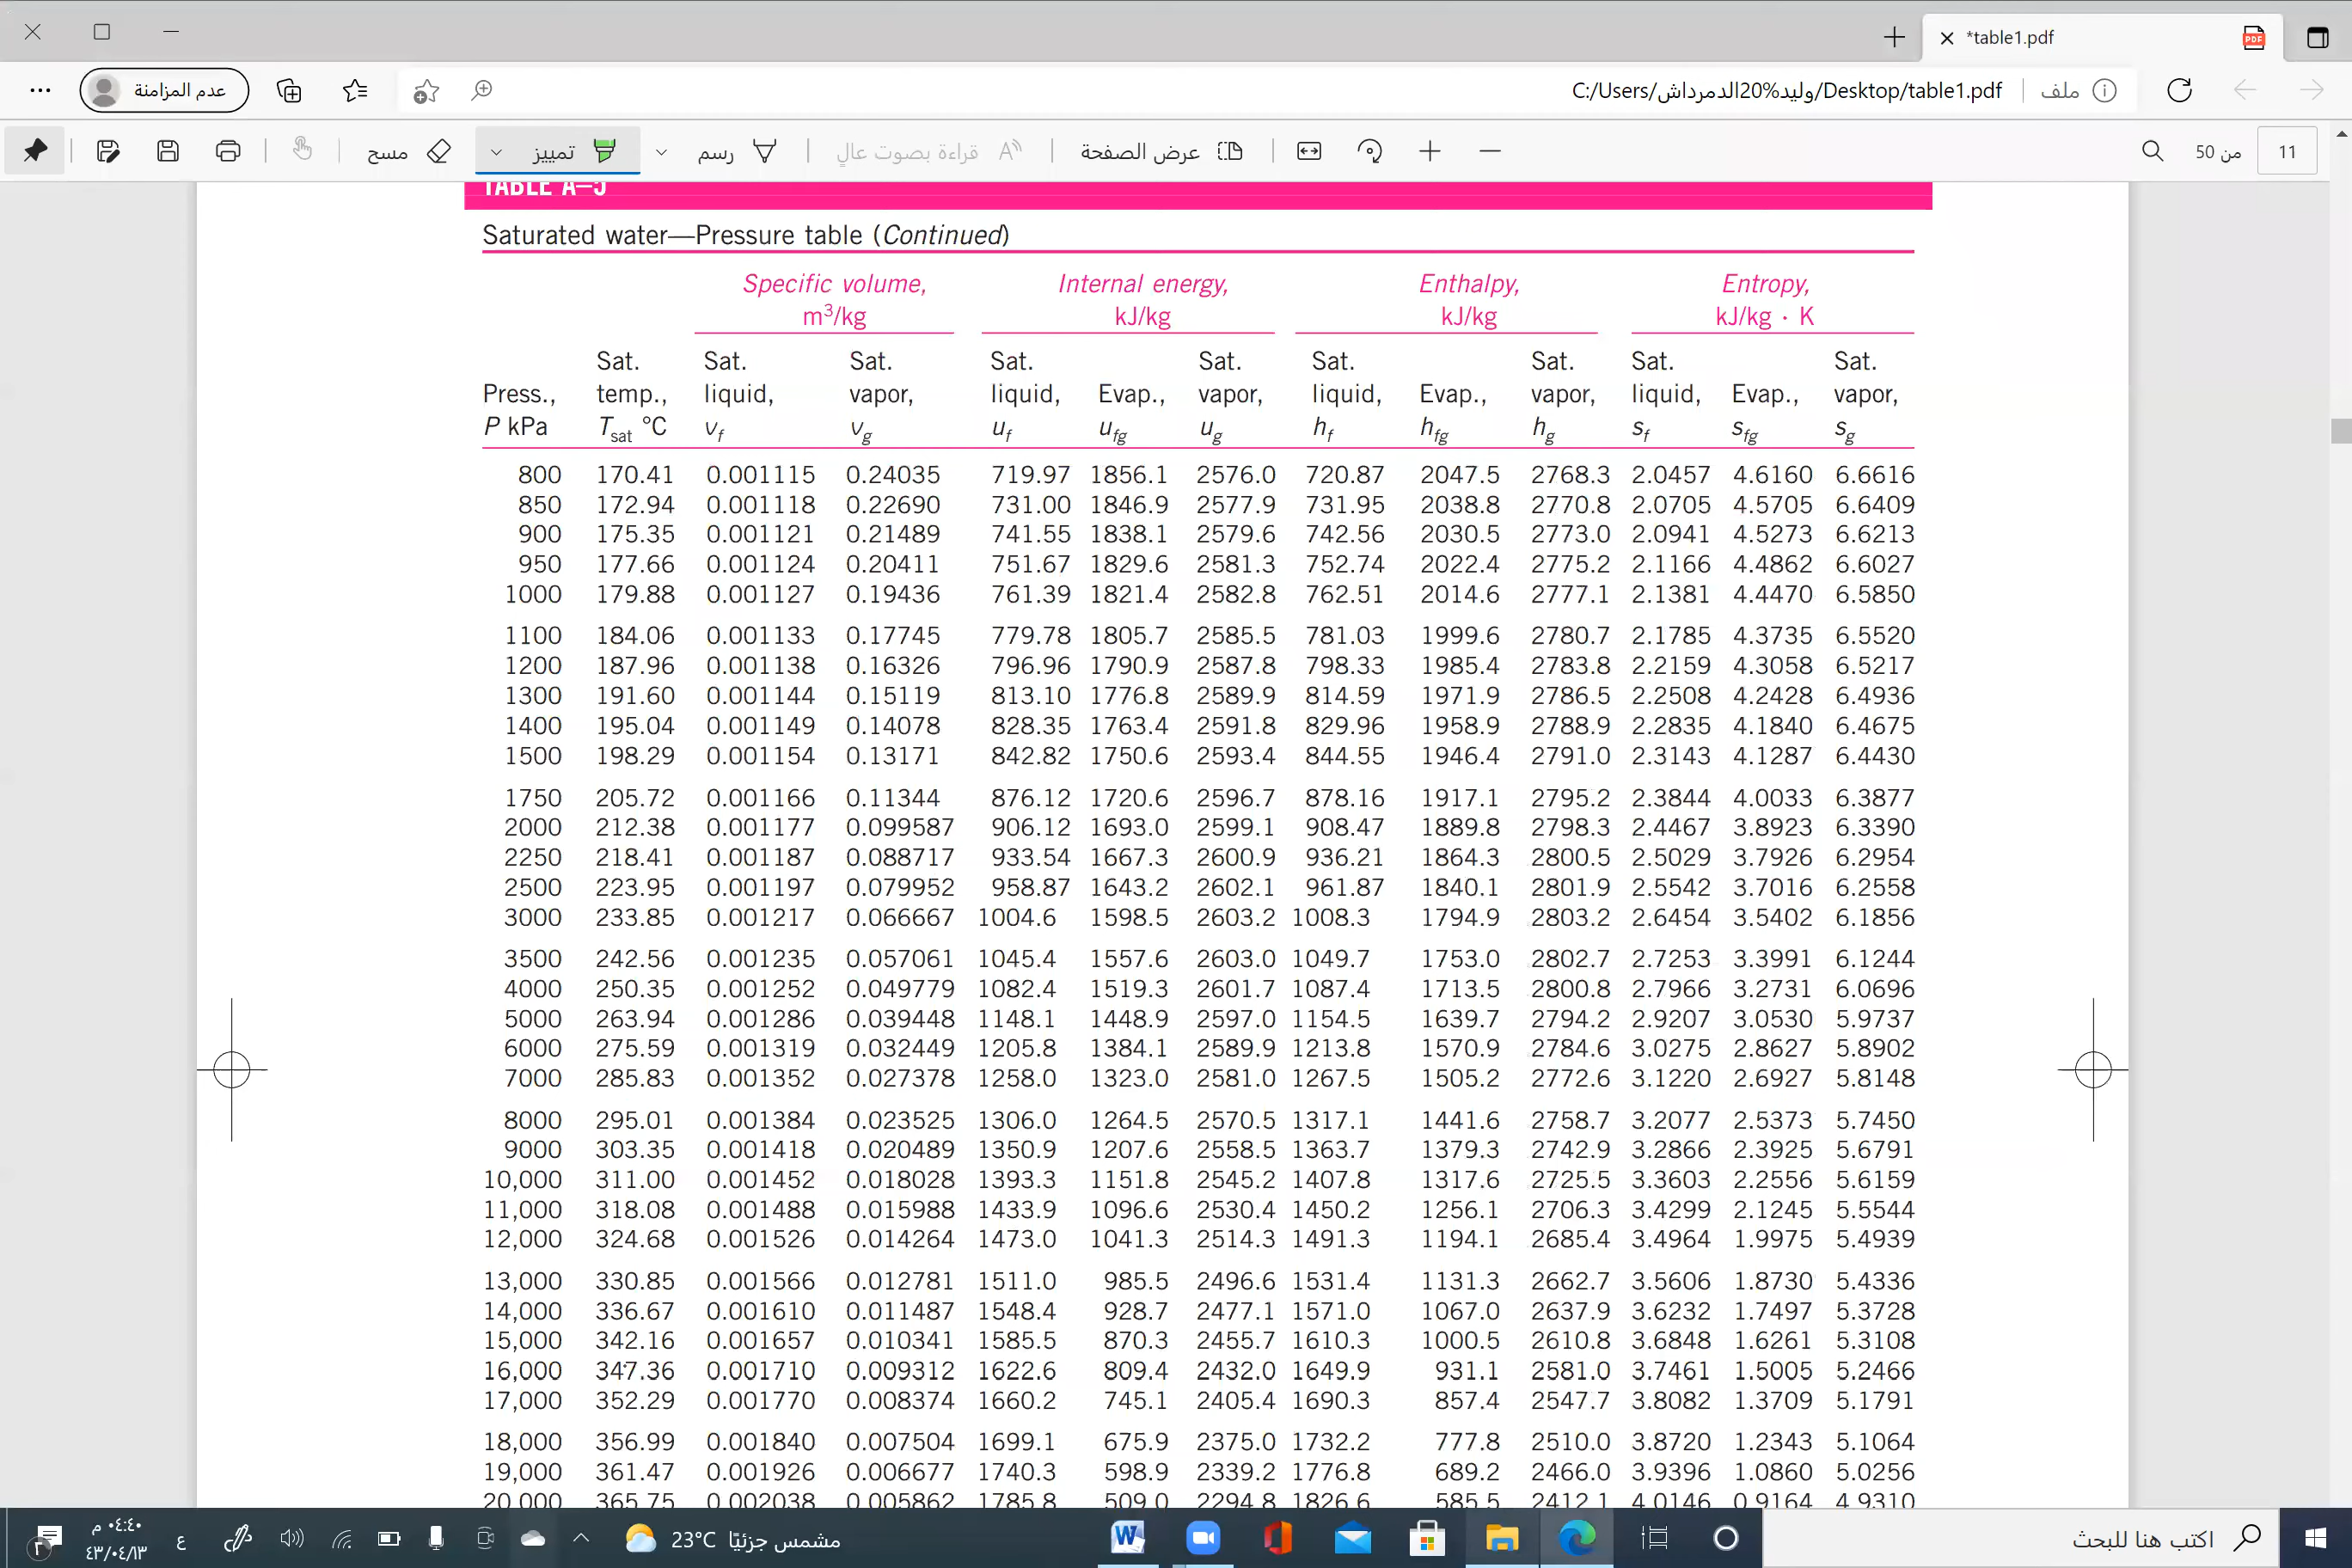 *table1.pdf
عدم المزامنة
C:/Users/وليد%20الدمرداش/Desktop/table1.pdf
ملف
مسح
تمييز
رسم
قراءة بصوت عالٍ
عرض الصفحة
من 50
11
TABLE A–5
Saturated water—Pressure table (Continued)
Specific volume, Internal energy, Enthalpy, Entropy,
m³/kg kJ/kg kJ/kg kJ/kg · K
Sat. Sat. Sat. Sat. Sat. Sat. Sat. Sat. Sat.
Press., temp., liquid, vapor, liquid, Evap., vapor, liquid, Evap., vapor, liquid, Evap., vapor,
P kPa Tsat °C vf vg uf ufg ug hf hfg hg sf sfg sg
800 170.41 0.001115 0.24035 719.97 1856.1 2576.0 720.87 2047.5 2768.3 2.0457 4.6160 6.6616
850 172.94 0.001118 0.22690 731.00 1846.9 2577.9 731.95 2038.8 2770.8 2.0705 4.5705 6.6409
900 175.35 0.001121 0.21489 741.55 1838.1 2579.6 742.56 2030.5 2773.0 2.0941 4.5273 6.6213
950 177.66 0.001124 0.20411 751.67 1829.6 2581.3 752.74 2022.4 2775.2 2.1166 4.4862 6.6027
1000 179.88 0.001127 0.19436 761.39 1821.4 2582.8 762.51 2014.6 2777.1 2.1381 4.4470 6.5850
1100 184.06 0.001133 0.17745 779.78 1805.7 2585.5 781.03 1999.6 2780.7 2.1785 4.3735 6.5520
1200 187.96 0.001138 0.16326 796.96 1790.9 2587.8 798.33 1985.4 2783.8 2.2159 4.3058 6.5217
1300 191.60 0.001144 0.15119 813.10 1776.8 2589.9 814.59 1971.9 2786.5 2.2508 4.2428 6.4936
1400 195.04 0.001149 0.14078 828.35 1763.4 2591.8 829.96 1958.9 2788.9 2.2835 4.1840 6.4675
1500 198.29 0.001154 0.13171 842.82 1750.6 2593.4 844.55 1946.4 2791.0 2.3143 4.1287 6.4430
1750 205.72 0.001166 0.11344 876.12 1720.6 2596.7 878.16 1917.1 2795.2 2.3844 4.0033 6.3877
2000 212.38 0.001177 0.099587 906.12 1693.0 2599.1 908.47 1889.8 2798.3 2.4467 3.8923 6.3390
2250 218.41 0.001187 0.088717 933.54 1667.3 2600.9 936.21 1864.3 2800.5 2.5029 3.7926 6.2954
2500 223.95 0.001197 0.079952 958.87 1643.2 2602.1 961.87 1840.1 2801.9 2.5542 3.7016 6.2558
3000 233.85 0.001217 0.066667 1004.6 1598.5 2603.2 1008.3 1794.9 2803.2 2.6454 3.5402 6.1856
3500 242.56 0.001235 0.057061 1045.4 1557.6 2603.0 1049.7 1753.0 2802.7 2.7253 3.3991 6.1244
4000 250.35 0.001252 0.049779 1082.4 1519.3 2601.7 1087.4 1713.5 2800.8 2.7966 3.2731 6.0696
5000 263.94 0.001286 0.039448 1148.1 1448.9 2597.0 1154.5 1639.7 2794.2 2.9207 3.0530 5.9737
6000 275.59 0.001319 0.032449 1205.8 1384.1 2589.9 1213.8 1570.9 2784.6 3.0275 2.8627 5.8902
7000 285.83 0.001352 0.027378 1258.0 1323.0 2581.0 1267.5 1505.2 2772.6 3.1220 2.6927 5.8148
8000 295.01 0.001384 0.023525 1306.0 1264.5 2570.5 1317.1 1441.6 2758.7 3.2077 2.5373 5.7450
9000 303.35 0.001418 0.020489 1350.9 1207.6 2558.5 1363.7 1379.3 2742.9 3.2866 2.3925 5.6791
10,000 311.00 0.001452 0.018028 1393.3 1151.8 2545.2 1407.8 1317.6 2725.5 3.3603 2.2556 5.6159
11,000 318.08 0.001488 0.015988 1433.9 1096.6 2530.4 1450.2 1256.1 2706.3 3.4299 2.1245 5.5544
12,000 324.68 0.001526 0.014264 1473.0 1041.3 2514.3 1491.3 1194.1 2685.4 3.4964 1.9975 5.4939
13,000 330.85 0.001566 0.012781 1511.0 985.5 2496.6 1531.4 1131.3 2662.7 3.5606 1.8730 5.4336
14,000 336.67 0.001610 0.011487 1548.4 928.7 2477.1 1571.0 1067.0 2637.9 3.6232 1.7497 5.3728
15,000 342.16 0.001657 0.010341 1585.5 870.3 2455.7 1610.3 1000.5 2610.8 3.6848 1.6261 5.3108
16,000 347.36 0.001710 0.009312 1622.6 809.4 2432.0 1649.9 931.1 2581.0 3.7461 1.5005 5.2466
17,000 352.29 0.001770 0.008374 1660.2 745.1 2405.4 1690.3 857.4 2547.7 3.8082 1.3709 5.1791
18,000 356.99 0.001840 0.007504 1699.1 675.9 2375.0 1732.2 777.8 2510.0 3.8720 1.2343 5.1064
19,000 361.47 0.001926 0.006677 1740.3 598.9 2339.2 1776.8 689.2 2466.0 3.9396 1.0860 5.0256
20,000 365.75 0.002038 0.005862 1785.8 509.0 2294.8 1826.6 585.5 2412.1 4.0146 0.9164 4.9310
٠٤:٤٠ م
٤٣/٠٤/١٣
ع
23°C مشمس جزئيًا
اكتب هنا للبحث